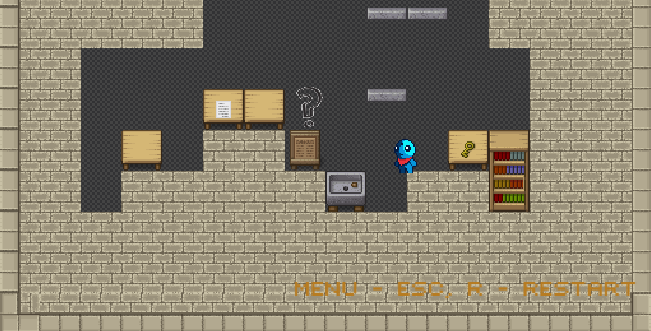 ?
MENU - ESC, R - RESTART